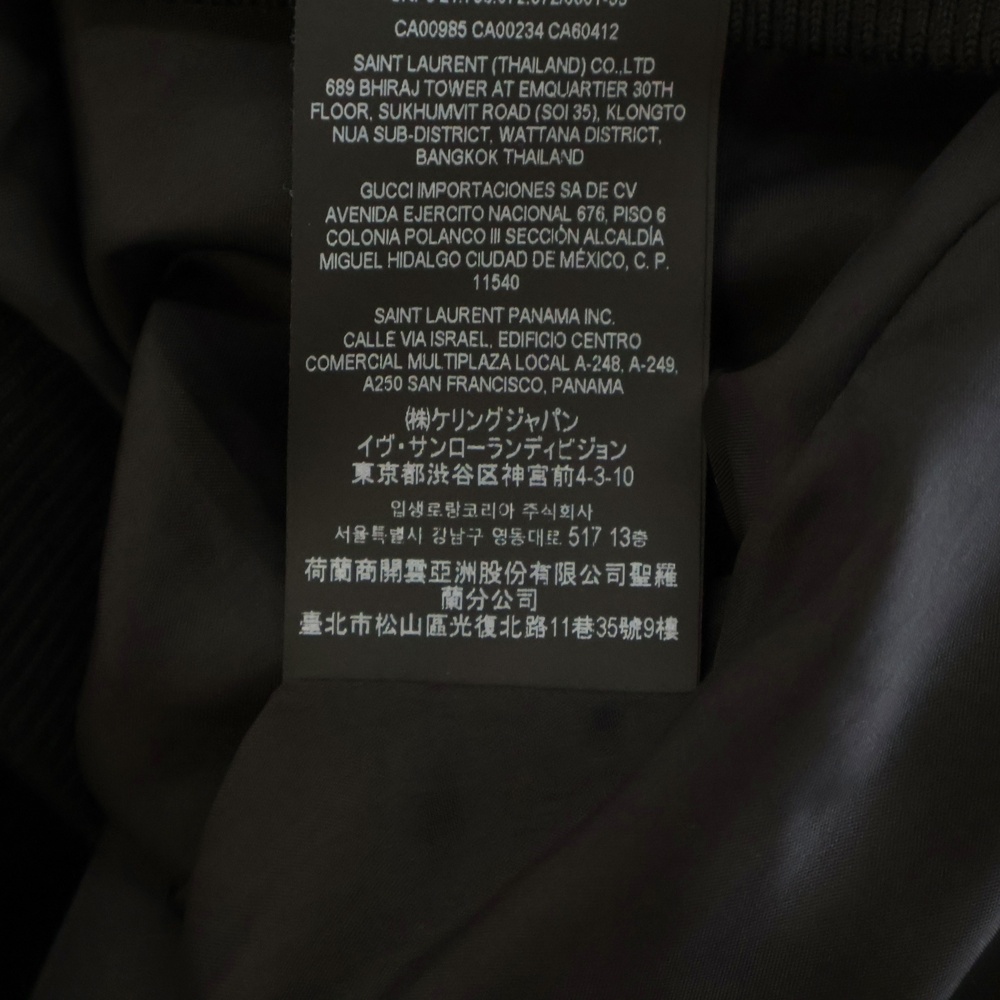 CA00985 CA00234 CA60412
SAINT LAURENT (THAILAND) CO.,LTD
689 BHIRAJ TOWER AT EMQUARTIER 30TH
FLOOR, SUKHUMVIT ROAD (SOI 35), KLONGTO
NUA SUB-DISTRICT, WATTANA DISTRICT,
BANGKOK THAILAND
GUCCI IMPORTACIONES SA DE CV
AVENIDA EJERCITO NACIONAL 676, PISO 6
COLONIA POLANCO III SECCIÓN ALCALDÍA
MIGUEL HIDALGO CIUDAD DE MÉXICO, C. P.
11540
SAINT LAURENT PANAMA INC.
CALLE VIA ISRAEL, EDIFICIO CENTRO
COMERCIAL MULTIPLAZA LOCAL A-248, A-249,
A250 SAN FRANCISCO, PANAMA
(株)ケリングジャパン
イヴ・サンローランディビジョン
東京都渋谷区神宮前4-3-10
입생로랑코리아 주식회사
서울특별시 강남구 영동대로 517 13층
荷蘭商開雲亞洲股份有限公司聖羅
蘭分公司
臺北市松山區光復北路11巷35號9樓